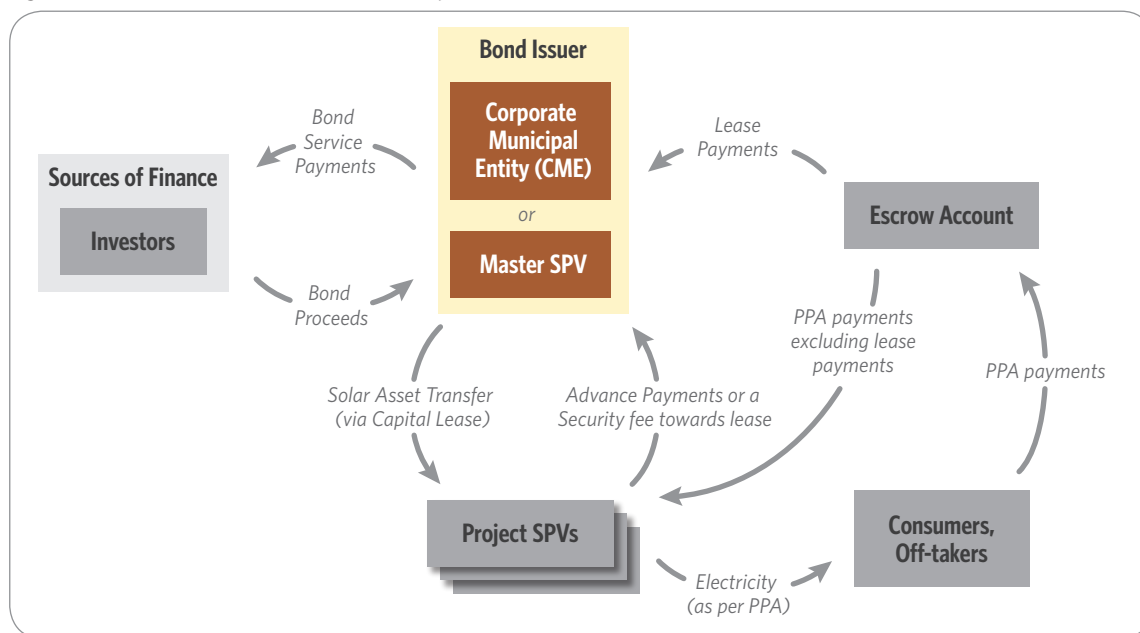 Bond Issuer
Corporate
Municipal
Entity (CME)
or
Master SPV
Bond
Service
Payments
Lease
Payments
Sources of Finance
Investors
Escrow Account
Bond
Proceeds
PPA payments
excluding lease
payments
PPA payments
Solar Asset Transfer
(via Capital Lease)
Advance Payments or a
Security fee towards lease
Project SPVs
Consumers,
Off-takers
Electricity
(as per PPA)